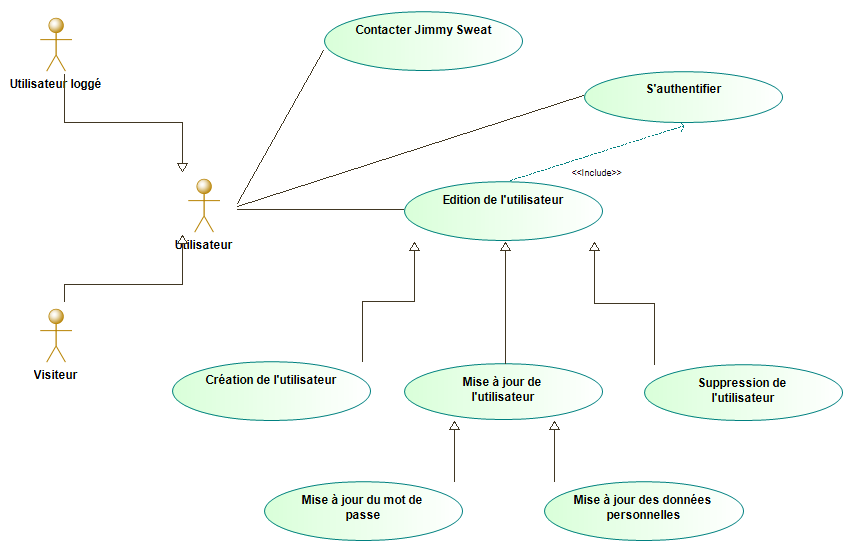 Contacter Jimmy Sweat
Utilisateur loggé
S'authentifier
<<Include>>
Edition de l'utilisateur
Utilisateur
Visiteur
Création de l'utilisateur
Mise à jour de
l'utilisateur
Suppression de
l'utilisateur
Mise à jour du mot de
passe
Mise à jour des données
personnelles